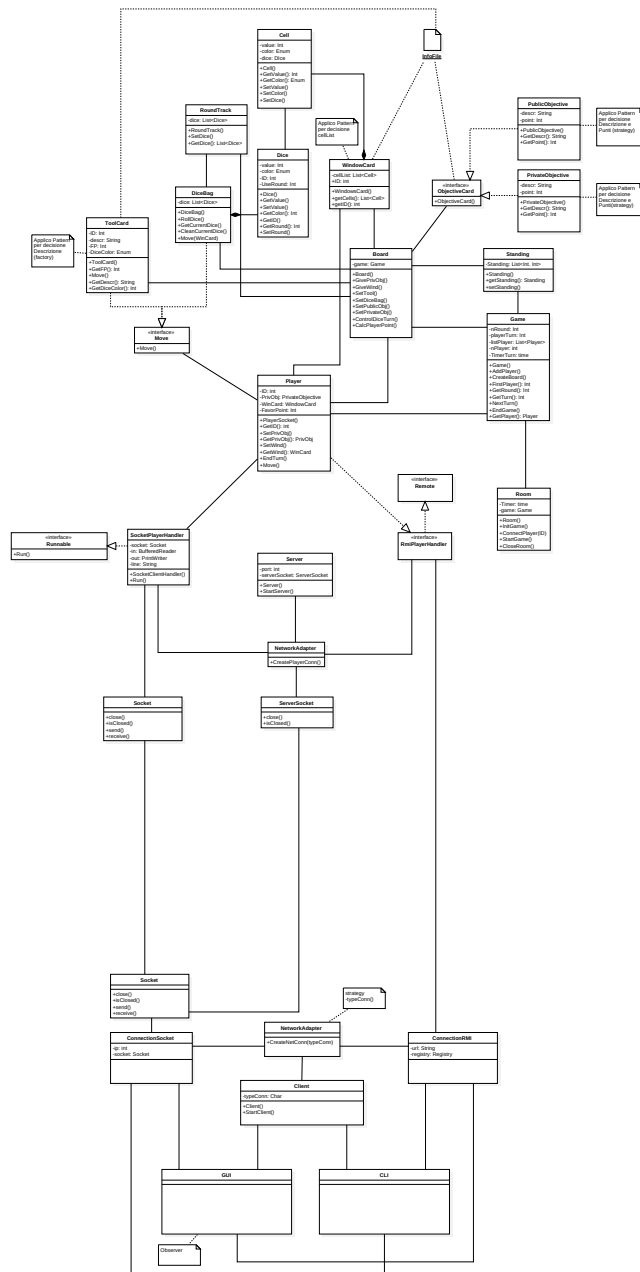 Cell
-value: Int
-color: Enum
-dice: Dice
+Cell()
+GetValue(): Int
+GetColor(): Enum
+SetValue()
+SetColor()
+SetDice()
InfoFile
RoundTrack
-dice: List<Dice>
+RoundTrack()
+SetDice()
+GetDice(): List<Dice>
Applico Pattern
per decisione
cellList
PublicObjective
-descr: String
-point: Int
+PublicObjective()
+GetDescr(): String
+GetPoint(): Int
Applico Pattern
per decisione
Descrizione e
Punti (strategy)
Dice
-value: Int
-color: Enum
-ID: Int
-UseRound: Int
+Dice()
+GetValue()
+SetValue()
+GetColor(): Int
+GetID()
+GetRound(): Int
+SetRound()
WindowCard
-cellList: List<Cell>
+ID: int
+WindowCard()
+getCells(): List<Cell>
+getID(): Int
«interface»
ObjectiveCard
+ObjectiveCard()
PrivateObjective
-descr: String
-point: Int
+PrivateObjective()
+GetDescr(): String
+GetPoint(): Int
Applico Pattern
per decisione
Descrizione e
Punti(strategy)
DiceBag
-dice: List<Dice>
+DiceBag()
+RollDice()
+GetCurrentDice()
+CleanCurrentDice()
+Move(WinCard)
ToolCard
-ID: Int
-descr: String
-FP: Int
-DiceColor: Enum
+ToolCard()
+GetFP(): Int
+Move()
+GetDescr(): String
+GetDiceColor(): Int
Applico Pattern
per decisione
Descrizione
(factory)
Board
-game: Game
+Board()
+GivePrivObj()
+GiveWind()
+SetTool()
+SetDiceBag()
+SetPublicObj()
+SetPrivateObj()
+ControlDiceTurn()
+CalcPlayerPoint()
Standing
-Standing: List<Int, Int>
+Standing()
+getStanding(): Standing
+setStanding()
Game
-nRound: Int
-playerTurn: Int
-listPlayer: List<Player>
-nPlayer: int
-TimerTurn: time
+Game()
+AddPlayer()
+CreateBoard()
+FirstPlayer(): Int
+GetRound(): Int
+GetTurn(): Int
+NextTurn()
+EndGame()
+GetPlayer(): Player
«interface»
Move
+Move()
Player
-ID: int
-PrivObj: PrivateObjective
-WinCard: WindowCard
-FavorPoint: Int
+PlayerSocket()
+GetID(): int
+SetPrivObj()
+GetPrivObj(): PrivObj
+SetWind()
+GetWind(): WinCard
+EndTurn()
+Move()
«interface»
Remote
Room
-Timer: time
-game: Game
+Room()
+InitGame()
+ConnectPlayer(ID)
+StartGame()
+CloseRoom()
«interface»
Runnable
+Run()
SocketPlayerHandler
-socket: Socket
-in: BufferedReader
-out: PrintWriter
-line: String
+SocketClientHandler()
+Run()
«interface»
RmiPlayerHandler
Server
-port: int
-serverSocket: ServerSocket
+Server()
+StartServer()
NetworkAdapter
+CreatePlayerConn()
Socket
+close()
+isClosed()
+send()
+receive()
ServerSocket
+close()
+isClosed()
Socket
+close()
+isClosed()
+send()
+receive()
strategy
-typeConn()
ConnectionSocket
-ip: int
-socket: Socket
NetworkAdapter
+CreateNetConn(typeConn)
ConnectionRMI
-url: String
-registry: Registry
Client
-typeConn: Char
+Client()
+StartClient()
GUI
CLI
Observer